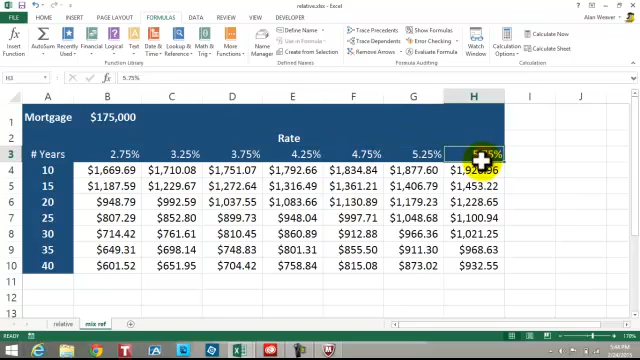 relative.xlsx - Excel
Alan Weaver
FILE HOME INSERT PAGE LAYOUT FORMULAS DATA REVIEW VIEW DEVELOPER
Insert Function
AutoSum
Recently Used
Financial
Logical
Text
Date & Time
Lookup & Reference
Math & Trig
More Functions
Function Library
Name Manager
Define Name
Use in Formula
Create from Selection
Defined Names
Trace Precedents
Trace Dependents
Remove Arrows
Show Formulas
Error Checking
Evaluate Formula
Formula Auditing
Watch Window
Calculation Options
Calculate Now
Calculate Sheet
Calculation
H3 fx 5.75%
A B C D E F G H I J
1 Mortgage $175,000
2 Rate
3 # Years 2.75% 3.25% 3.75% 4.25% 4.75% 5.25%
4 10 $1,669.69 $1,710.08 $1,751.07 $1,792.66 $1,834.84 $1,877.60
5 15 $1,187.59 $1,229.67 $1,272.64 $1,316.49 $1,361.21 $1,406.79 $1,453.22
6 20 $948.79 $992.59 $1,037.55 $1,083.66 $1,130.89 $1,179.23 $1,228.65
7 25 $807.29 $852.80 $899.73 $948.04 $997.71 $1,048.68 $1,100.94
8 30 $714.42 $761.61 $810.45 $860.89 $912.88 $966.36 $1,021.25
9 35 $649.31 $698.14 $748.83 $801.31 $855.50 $911.30 $968.63
10 40 $601.52 $651.95 $704.42 $758.84 $815.08 $873.02 $932.55
11
12
13
relative mix ref
READY 170%
5:44 PM